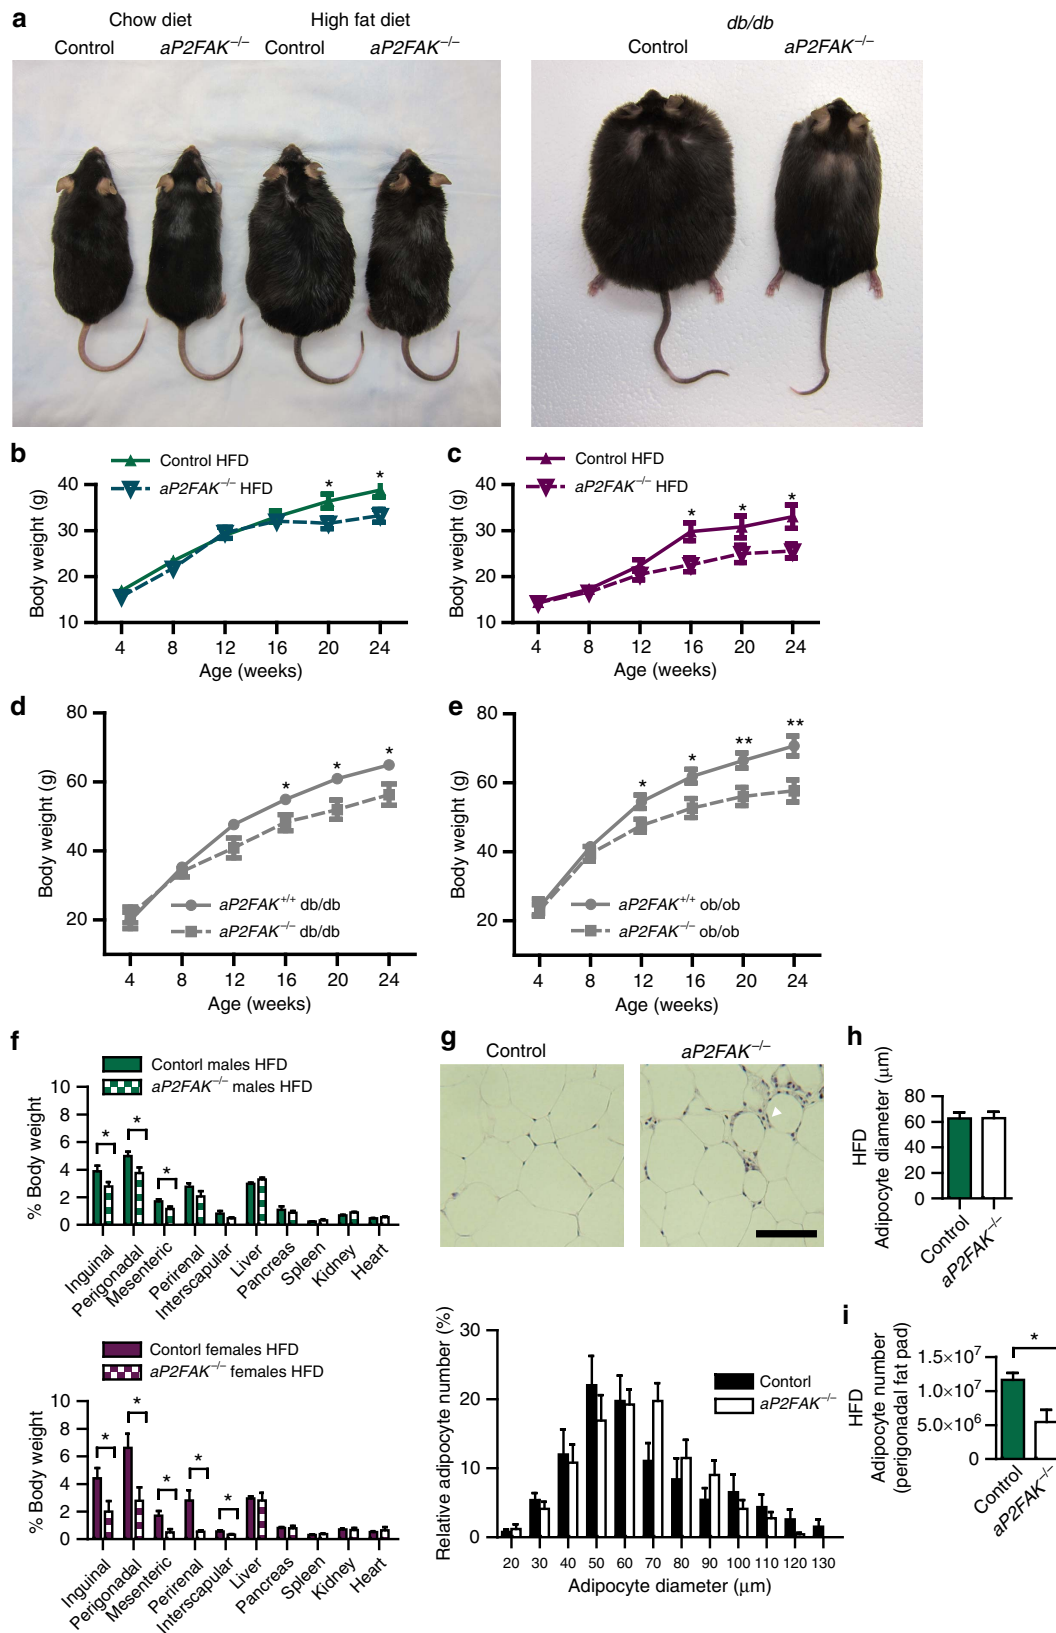 a
Chow diet
High fat diet
db/db
Control
aP2FAK–/–
Control
aP2FAK–/–
Control
aP2FAK–/–
b
Control HFD
aP2FAK–/– HFD
Body weight (g)
40
30
20
10
4 8 12 16 20 24
Age (weeks)
* *
c
Control HFD
aP2FAK–/– HFD
Body weight (g)
40
30
20
10
4 8 12 16 20 24
Age (weeks)
* * *
d
Body weight (g)
80
60
40
20
4 8 12 16 20 24
Age (weeks)
* * *
aP2FAK+/+ db/db
aP2FAK–/– db/db
e
Body weight (g)
80
60
40
20
4 8 12 16 20 24
Age (weeks)
* * ** **
aP2FAK+/+ ob/ob
aP2FAK–/– ob/ob
f
Contorl males HFD
aP2FAK–/– males HFD
% Body weight
10
8
6
4
2
0
* * *
Inguinal
Perigonadal
Mesenteric
Perirenal
Interscapular
Liver
Pancreas
Spleen
Kidney
Heart
Contorl females HFD
aP2FAK–/– females HFD
% Body weight
10
8
6
4
2
0
* * * * *
Inguinal
Perigonadal
Mesenteric
Perirenal
Interscapular
Liver
Pancreas
Spleen
Kidney
Heart
g
Control
aP2FAK–/–
Relative adipocyte number (%)
30
20
10
0
Control
aP2FAK–/–
20 30 40 50 60 70 80 90 100 110 120 130
Adipocyte diameter (μm)
h
HFD
Adipocyte diameter (μm)
80
60
40
20
0
Control
aP2FAK–/–
i
HFD
Adipocyte number
(perigonadal fat pad)
*
1.5×10⁷
1.0×10⁷
5.0×10⁶
0
Control
aP2FAK–/–